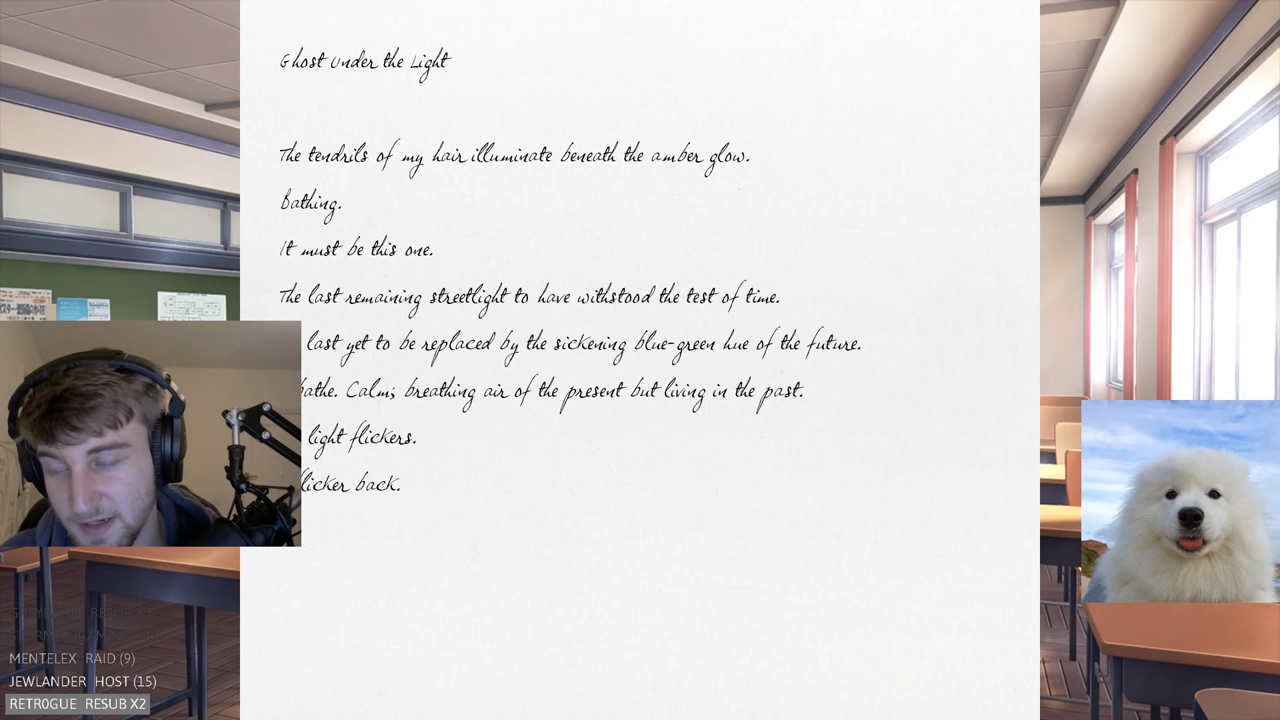 Ghost Under the Light
The tendrils of my hair illuminate beneath the amber glow.
Bathing.
It must be this one.
The last remaining streetlight to have withstood the test of time.
last yet to be replaced by the sickening blue-green hue of the future.
bathe. Calm; breathing air of the present but living in the past.
light flickers.
flicker back.
MENTELEX RAID (9)
JEWLANDER HOST (15)
RETR0GUE RESUB X2